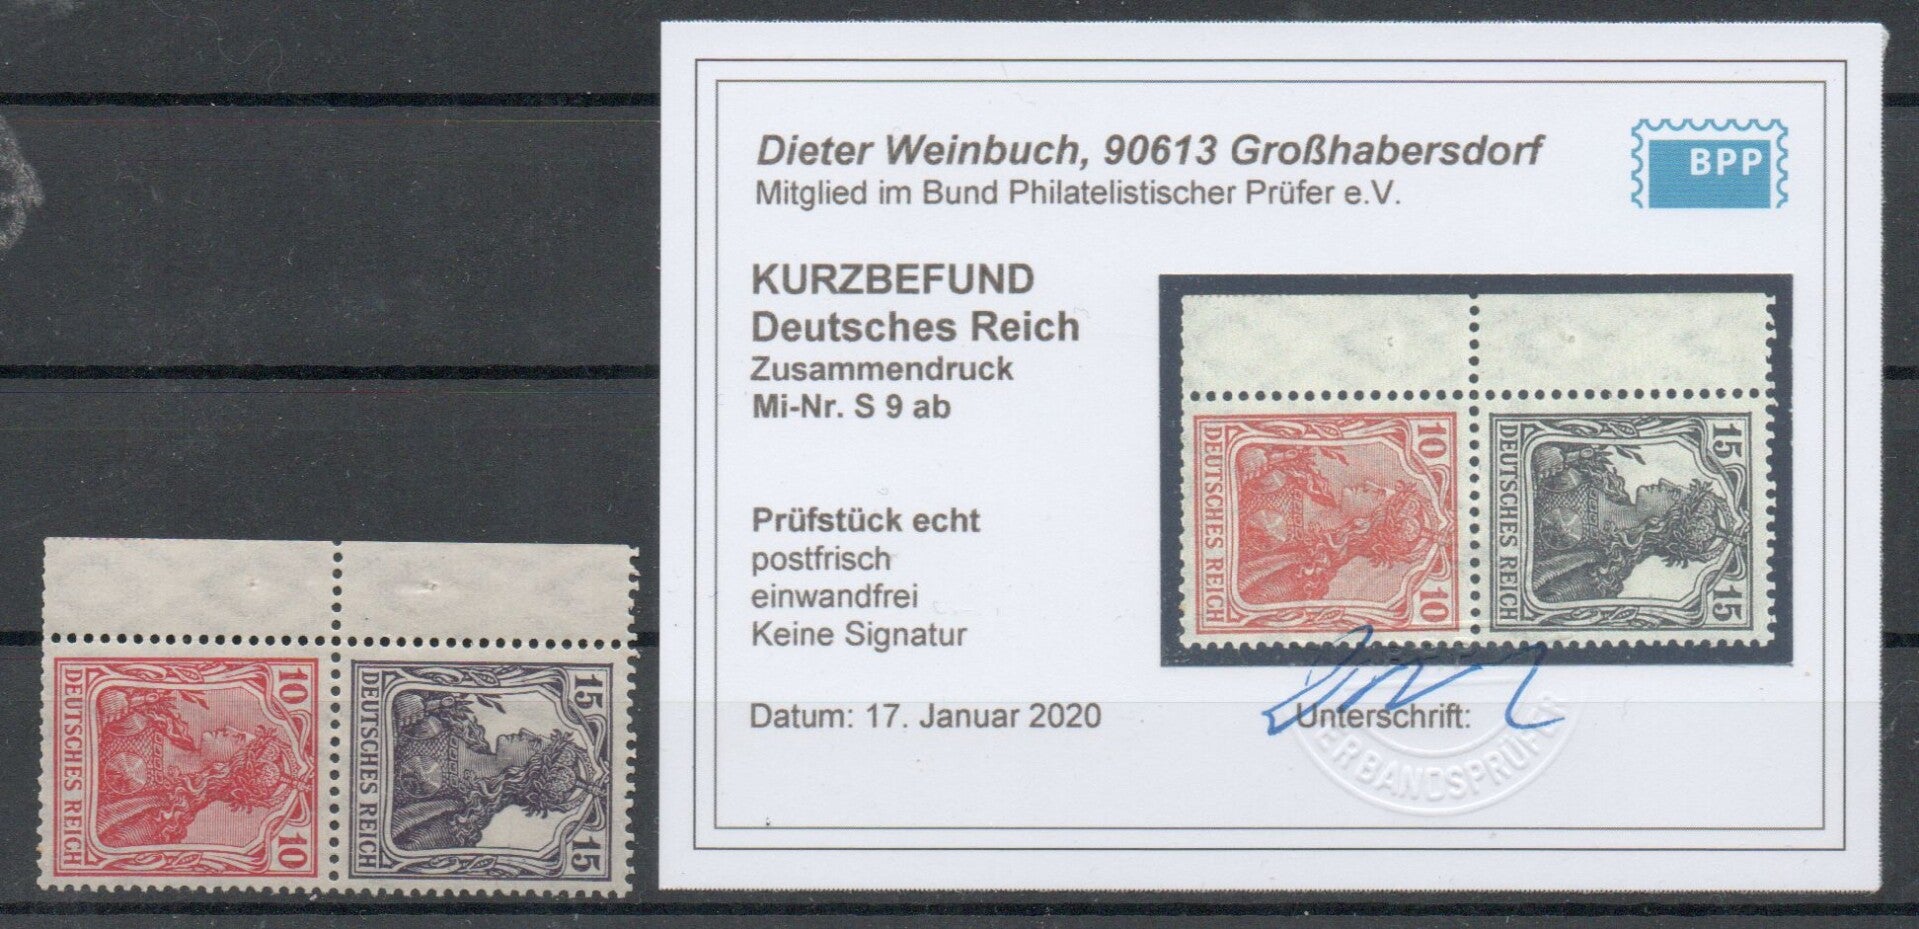 Dieter Weinbuch, 90613 Großhabersdorf
Mitglied im Bund Philatelistischer Prüfer e.V.
BPP
KURZBEFUND
Deutsches Reich
Zusammendruck
Mi-Nr. S 9 ab
Prüfstück echt
postfrisch
einwandfrei
Keine Signatur
Datum: 17. Januar 2020
Unterschrift:
VERBANDSPRÜFER
10 10
DEUTSCHES REICH
15 15
DEUTSCHES REICH
10 10
DEUTSCHES REICH
15 15
DEUTSCHES REICH